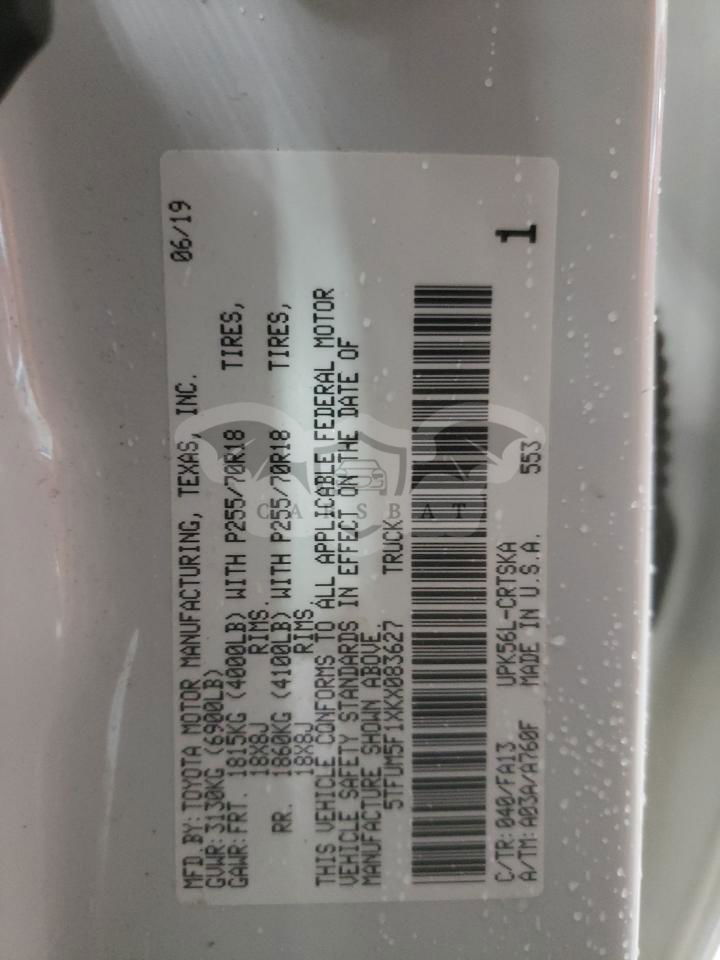 06/19
MFD.BY:TOYOTA MOTOR MANUFACTURING, TEXAS, INC.
GVWR:3130KG (6900LB)
GAWR:FRT. 1815KG (4000LB) WITH P255/70R18 TIRES,
18X8J RIMS.
RR. 1860KG (4100LB) WITH P255/70R18 TIRES,
18X8J RIMS.
THIS VEHICLE CONFORMS TO ALL APPLICABLE FEDERAL MOTOR
VEHICLE SAFETY STANDARDS IN EFFECT ON THE DATE OF
MANUFACTURE SHOWN ABOVE.
5TFUM5F1XKX083627 TRUCK
C/TR:040/FA13 UPK56L-CRTSKA 553
A/TM:A03A/A760F MADE IN U.S.A.
1
CARSBAT